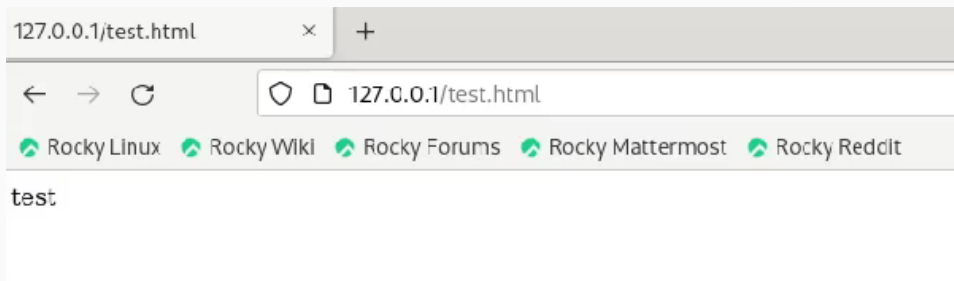 127.0.0.1/test.html × +
127.0.0.1/test.html
Rocky Linux Rocky Wiki Rocky Forums Rocky Mattermost Rocky Reddit
test